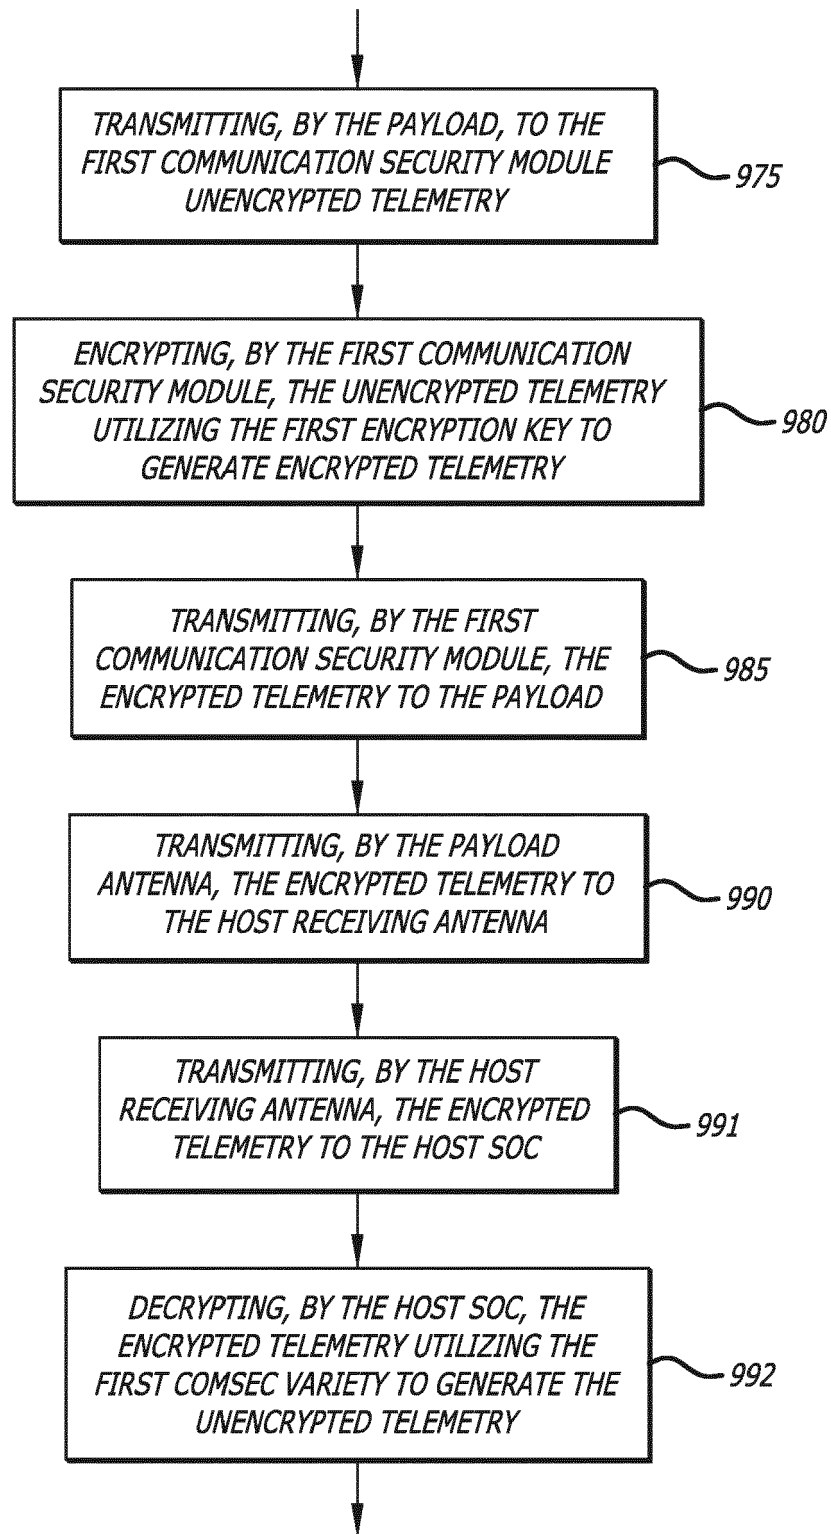 TRANSMITTING, BY THE PAYLOAD, TO THE
FIRST COMMUNICATION SECURITY MODULE
UNENCRYPTED TELEMETRY
975
ENCRYPTING, BY THE FIRST COMMUNICATION
SECURITY MODULE, THE UNENCRYPTED TELEMETRY
UTILIZING THE FIRST ENCRYPTION KEY TO
GENERATE ENCRYPTED TELEMETRY
980
TRANSMITTING, BY THE FIRST
COMMUNICATION SECURITY MODULE, THE
ENCRYPTED TELEMETRY TO THE PAYLOAD
985
TRANSMITTING, BY THE PAYLOAD
ANTENNA, THE ENCRYPTED TELEMETRY TO
THE HOST RECEIVING ANTENNA
990
TRANSMITTING, BY THE HOST
RECEIVING ANTENNA, THE ENCRYPTED
TELEMETRY TO THE HOST SOC
991
DECRYPTING, BY THE HOST SOC, THE
ENCRYPTED TELEMETRY UTILIZING THE
FIRST COMSEC VARIETY TO GENERATE THE
UNENCRYPTED TELEMETRY
992